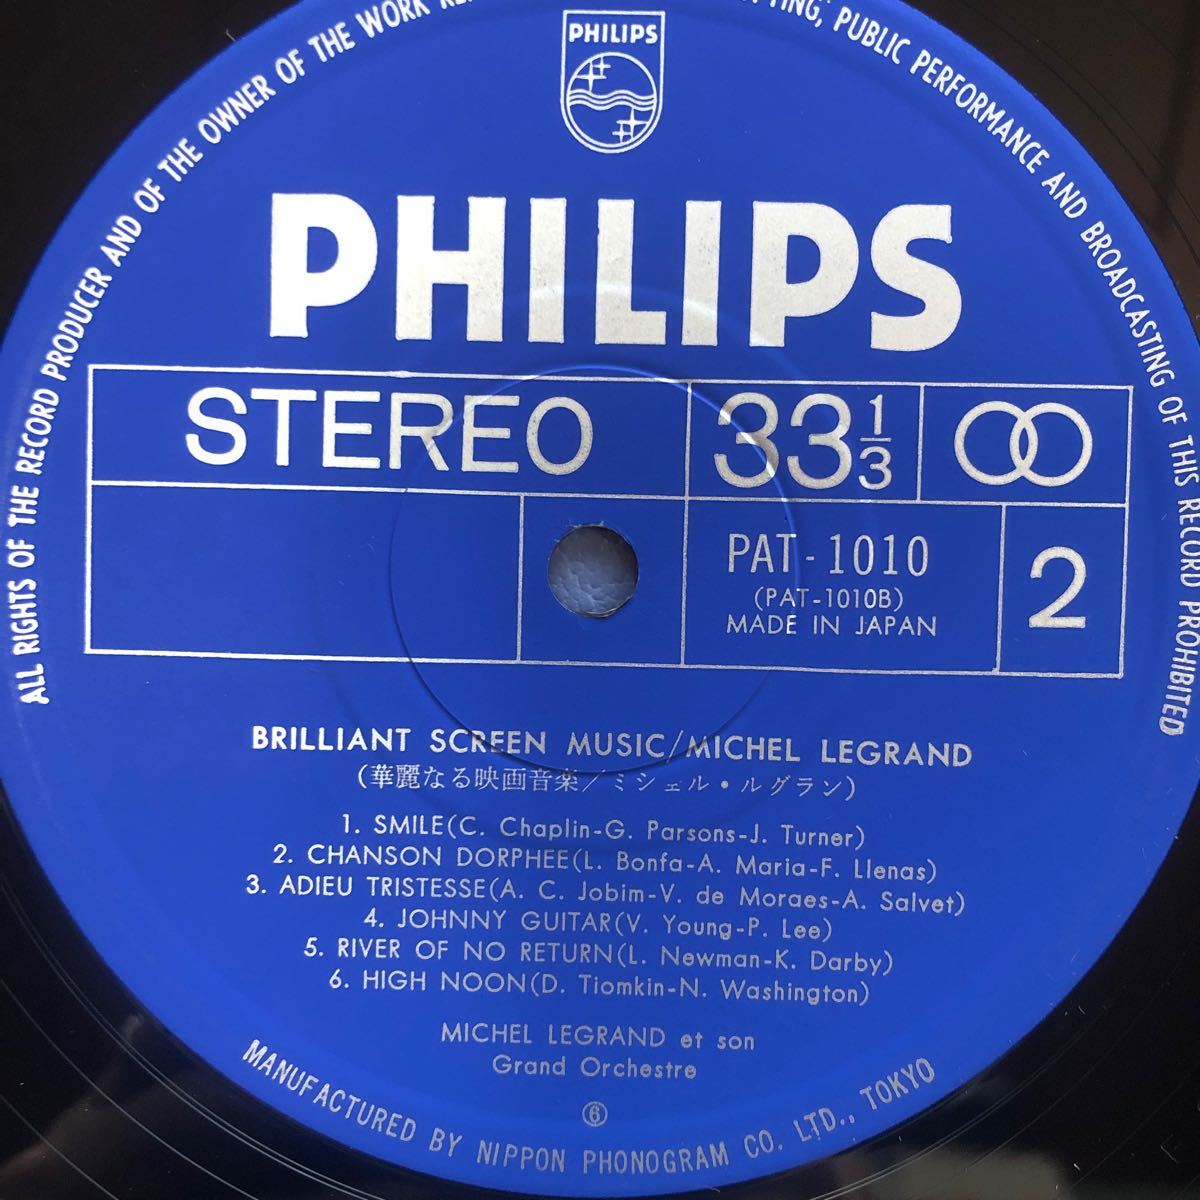 ALL RIGHTS OF THE RECORD PRODUCER AND OF THE OWNER OF THE WORK
PUBLIC PERFORMANCE AND BROADCASTING OF THIS RECORD PROHIBITED
PHILIPS
PHILIPS
STEREO
33 1/3
PAT-1010
(PAT-1010B)
MADE IN JAPAN
2
BRILLIANT SCREEN MUSIC/MICHEL LEGRAND
(華麗なる映画音楽/ミシェル・ルグラン)
1. SMILE(C. Chaplin-G. Parsons-J. Turner)
2. CHANSON DORPHEE(L. Bonfa-A. Maria-F. Llenas)
3. ADIEU TRISTESSE(A. C. Jobim-V. de Moraes-A. Salvet)
4. JOHNNY GUITAR(V. Young-P. Lee)
5. RIVER OF NO RETURN(L. Newman-K. Darby)
6. HIGH NOON(D. Tiomkin-N. Washington)
MICHEL LEGRAND et son
Grand Orchestre
⑥
MANUFACTURED BY NIPPON PHONOGRAM CO. LTD., TOKYO